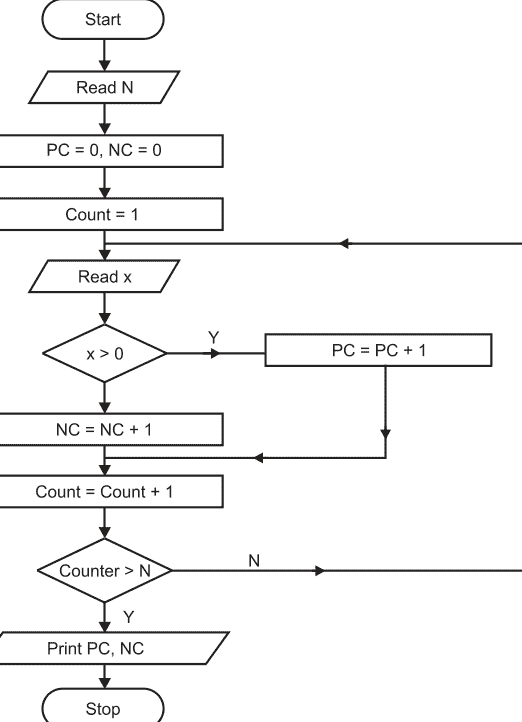 Start
Read N
PC = 0, NC = 0
Count = 1
Read x
x > 0
Y
PC = PC + 1
NC = NC + 1
Count = Count + 1
Counter > N
N
Y
Print PC, NC
Stop